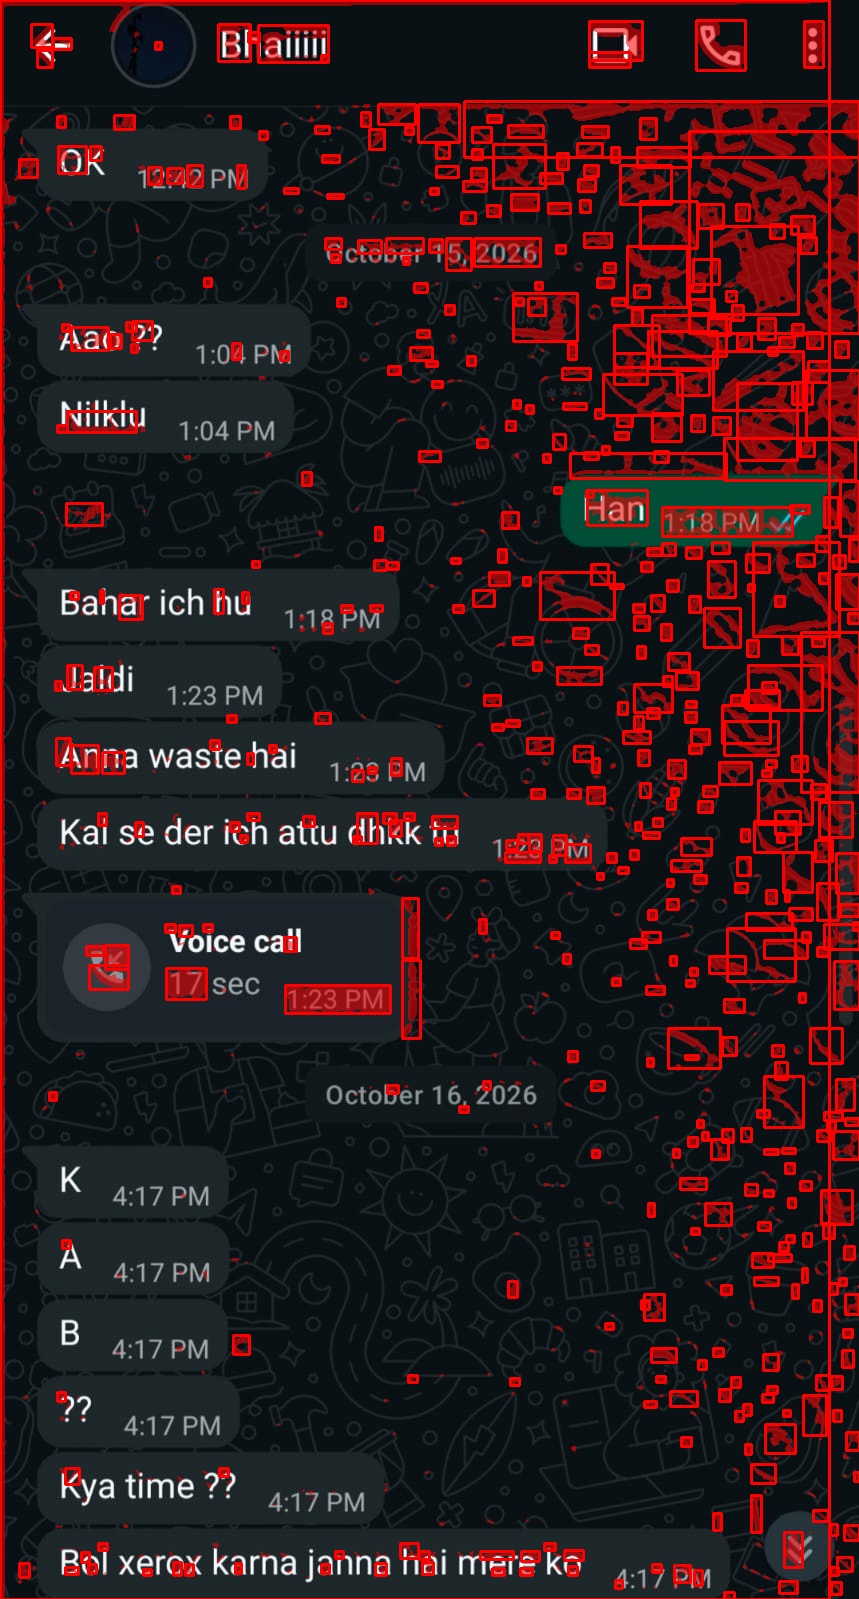 Bhaiiiii
OK 12:42 PM
October 15, 2026
Aao ?? 1:04 PM
Nilklu 1:04 PM
Han 1:18 PM
Bahar ich hu 1:18 PM
Jaldi 1:23 PM
Anna waste hai 1:23 PM
Kal se der ich attu dhkk tu 1:23 PM
Voice call
17 sec 1:23 PM
October 16, 2026
K 4:17 PM
A 4:17 PM
B 4:17 PM
?? 4:17 PM
Kya time ?? 4:17 PM
Bol xerox karna janna hai mere ko 4:17 PM